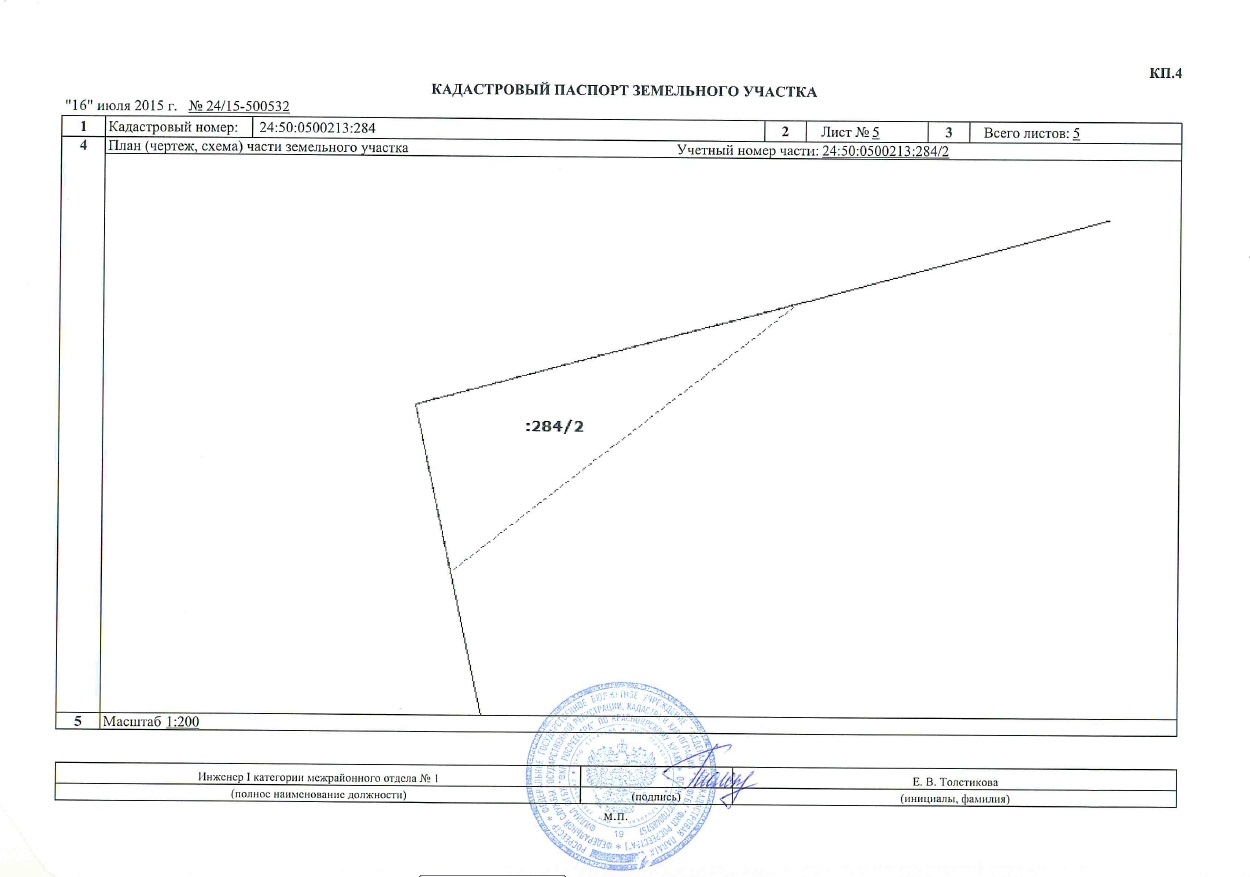 КП.4
КАДАСТРОВЫЙ ПАСПОРТ ЗЕМЕЛЬНОГО УЧАСТКА
"16" июля 2015 г. № 24/15-500532
1 Кадастровый номер: 24:50:0500213:284 2 Лист № 5 3 Всего листов: 5
4 План (чертеж, схема) части земельного участка Учетный номер части: 24:50:0500213:284/2
:284/2
5 Масштаб 1:200
Инженер I категории межрайонного отдела № 1 Е. В. Толстикова
(полное наименование должности) (подпись) (инициалы, фамилия)
М.П.